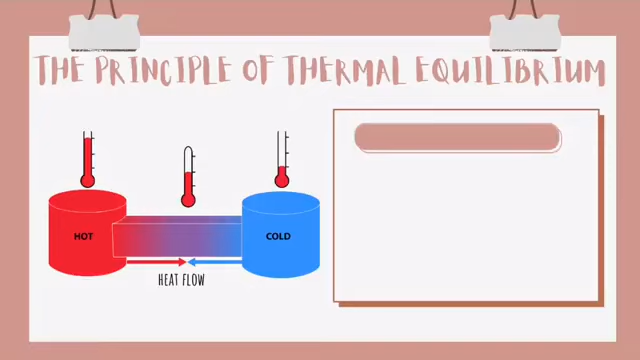 THE PRINCIPLE OF THERMAL EQUILIBRIUM
HOT
COLD
HEAT FLOW